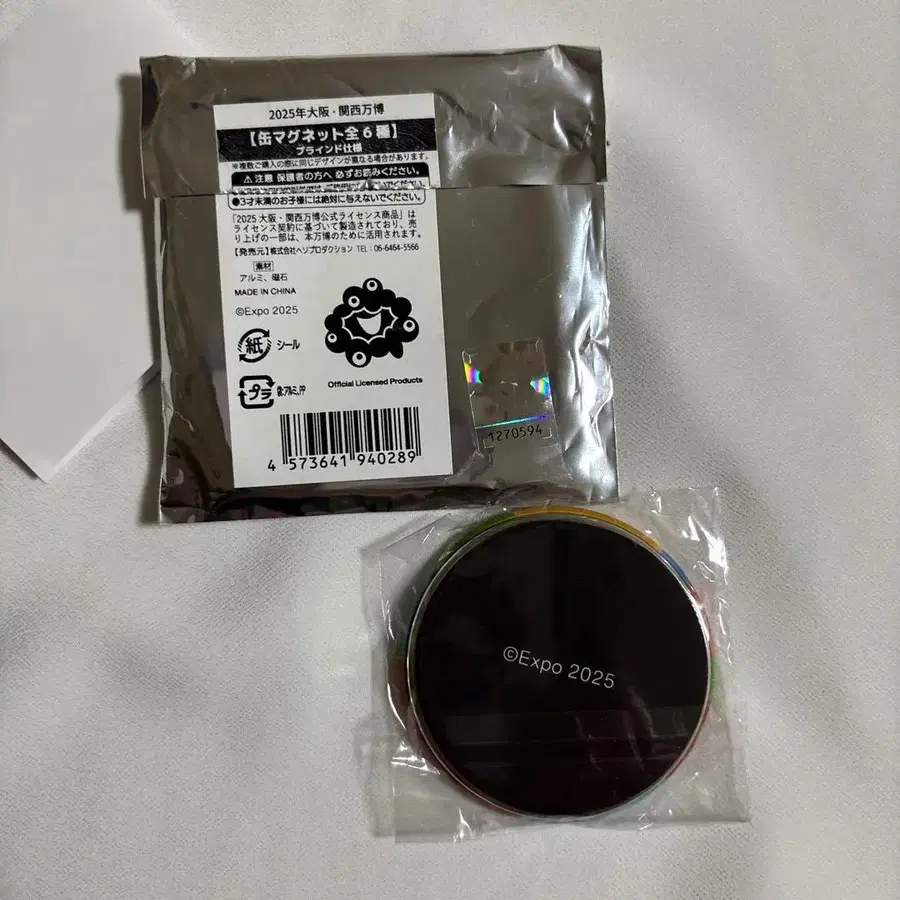 2025年大阪・関西万博
【缶マグネット全6種】
ブラインド仕様
※複数ご購入の際に同じデザインが重なる場合があります。
⚠注意 保護者の方へ 必ずお読みください。
●3才未満のお子様には絶対に与えないでください。
「2025 大阪・関西万博公式ライセンス商品」は
ライセンス契約に基づいて製造されており、売
り上げの一部は、本万博のために活用されます。
【発売元】株式会社ヘソプロダクション TEL:06-6464-5566
素材
アルミ、磁石
MADE IN CHINA
©Expo 2025
紙 シール
プラ 袋:アルミ、PP
Official Licensed Products
4 573641 940289
1270594
©Expo 2025